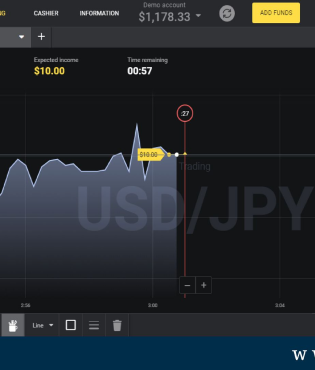 NG CASHIER INFORMATION Demo account
$1,178.33
ADD FUNDS
+
Expected income Time remaining
$10.00 00:57
:27
$10.00
Trading
USD/JPY
− +
2:56 3:00 3:04
Line
W W